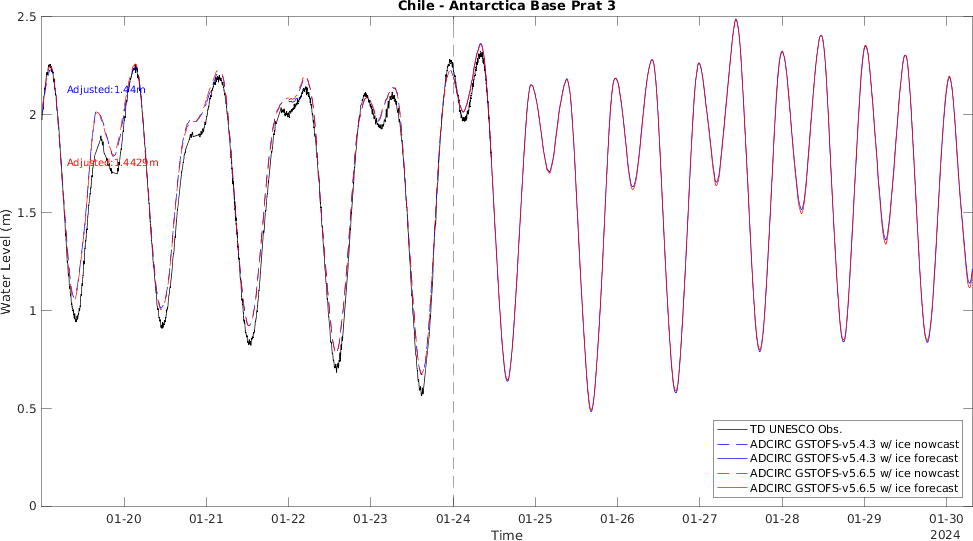 Chile - Antarctica Base Prat 3
2.5
2
1.5
1
0.5
0
Water Level (m)
Adjusted:1.44m
Adjusted:1.4429m
TD UNESCO Obs.
ADCIRC GSTOFS-v5.4.3 w/ ice nowcast
ADCIRC GSTOFS-v5.4.3 w/ ice forecast
ADCIRC GSTOFS-v5.6.5 w/ ice nowcast
ADCIRC GSTOFS-v5.6.5 w/ ice forecast
01-20 01-21 01-22 01-23 01-24 01-25 01-26 01-27 01-28 01-29 01-30
Time 2024